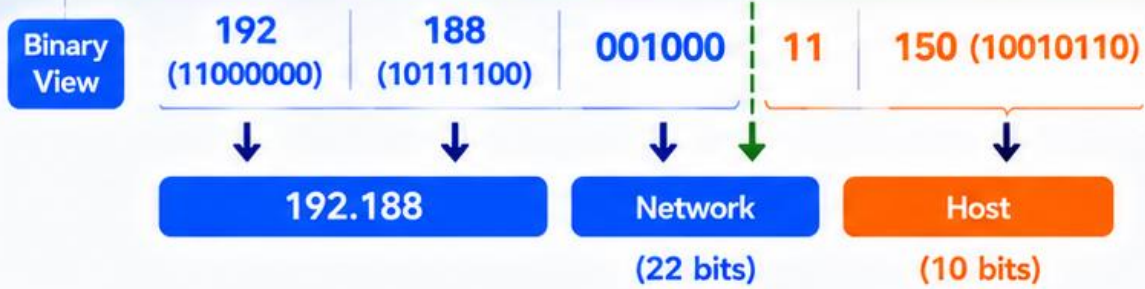 Binary View
192 188 001000 11 150 (10010110)
(11000000) (10111100)
192.188 Network Host
(22 bits) (10 bits)